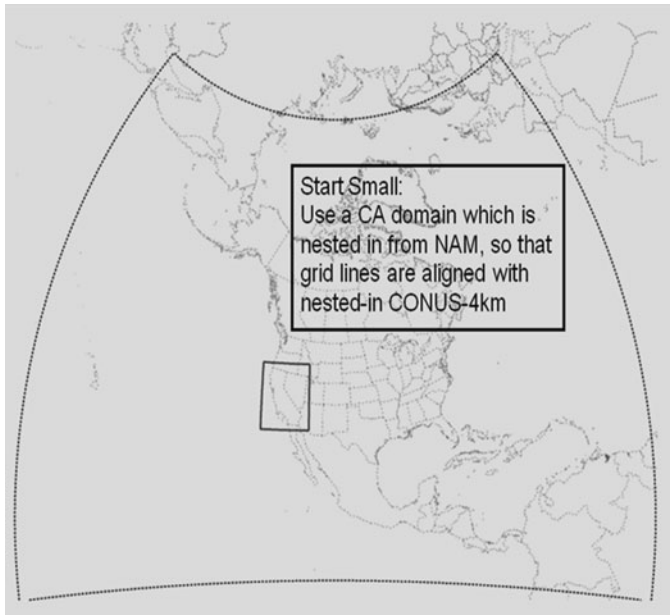 Start Small:
Use a CA domain which is
nested in from NAM, so that
grid lines are aligned with
nested-in CONUS-4km